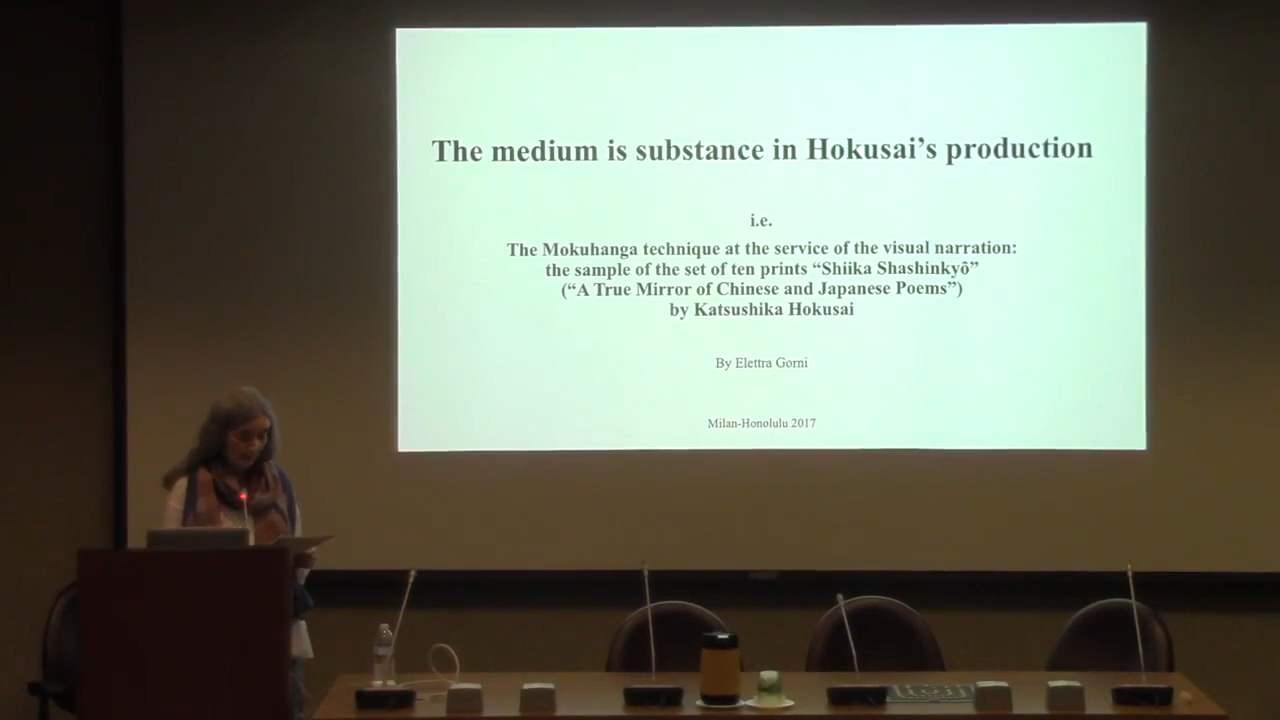 The medium is substance in Hokusai’s production
i.e.
The Mokuhanga technique at the service of the visual narration:
the sample of the set of ten prints “Shiika Shashinkyô”
(“A True Mirror of Chinese and Japanese Poems”)
by Katsushika Hokusai
By Elettra Gorni
Milan-Honolulu 2017